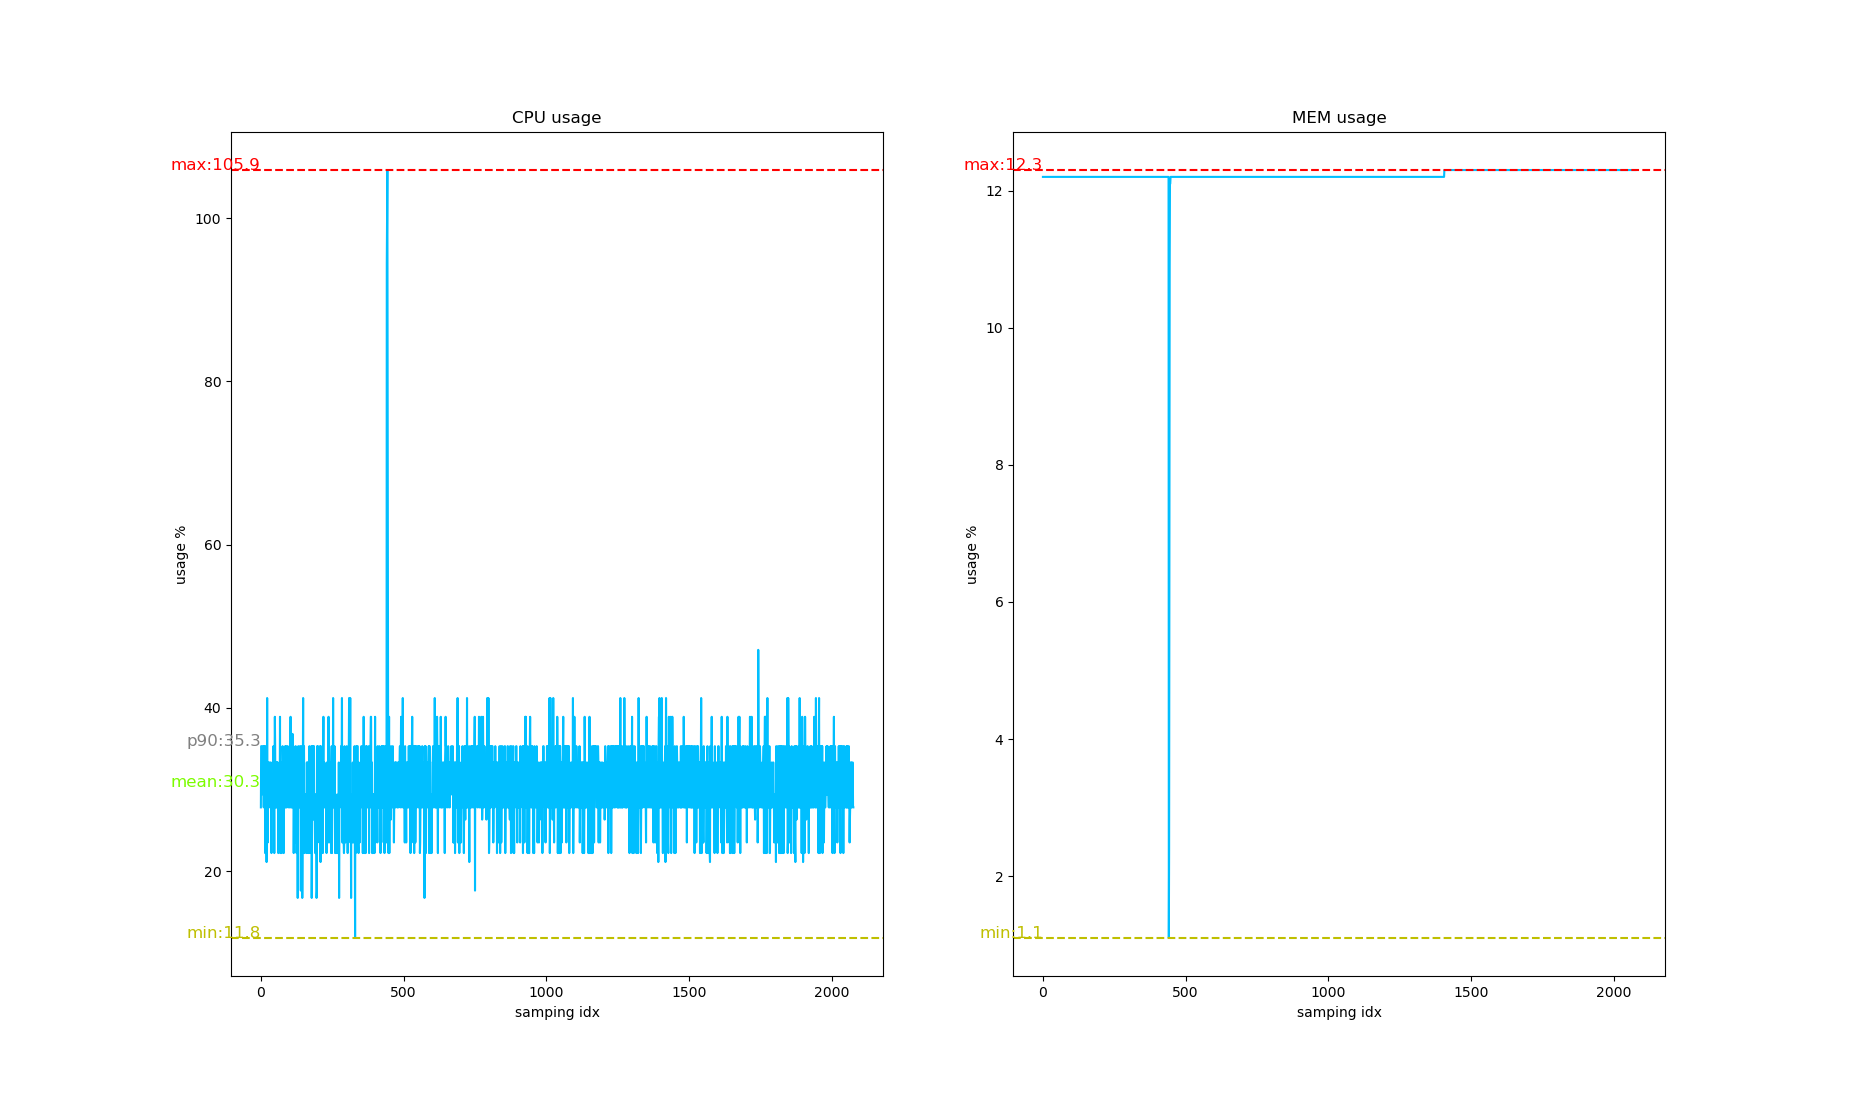 CPU usage
max:105.9
100
80
60
40
p90:35.3
mean:30.3
20
min:11.8
usage %
0 500 1000 1500 2000
samping idx
MEM usage
max:12.3
12
10
8
6
4
2
min:1.1
usage %
0 500 1000 1500 2000
samping idx